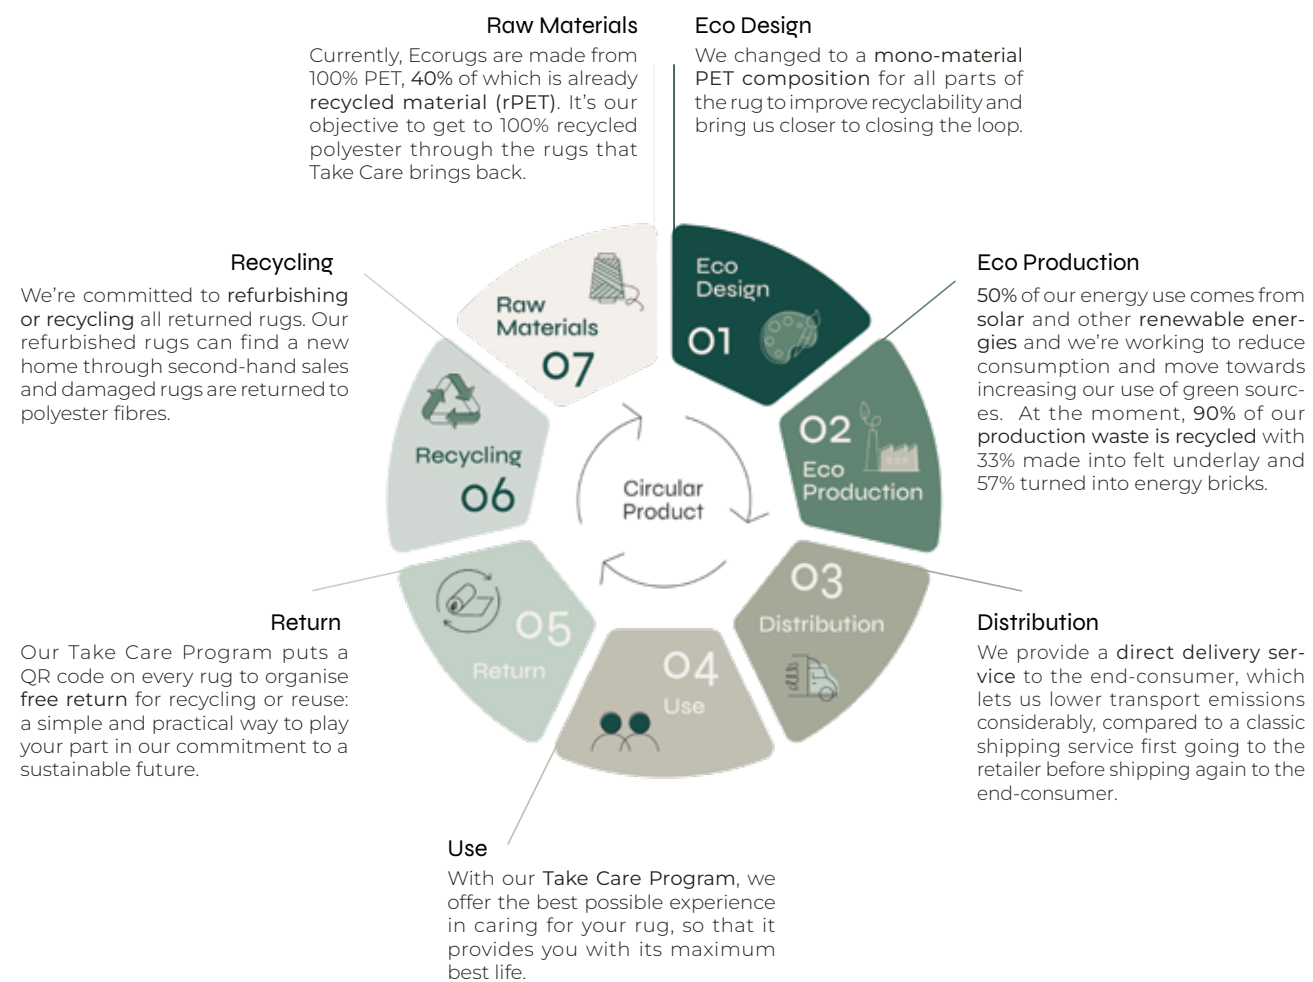 Raw Materials
Currently, Ecorugs are made from
100% PET, 40% of which is already
recycled material (rPET). It's our
objective to get to 100% recycled
polyester through the rugs that
Take Care brings back.
Eco Design
We changed to a mono-material
PET composition for all parts of
the rug to improve recyclability and
bring us closer to closing the loop.
Recycling
We're committed to refurbishing
or recycling all returned rugs. Our
refurbished rugs can find a new
home through second-hand sales
and damaged rugs are returned to
polyester fibres.
Eco Production
50% of our energy use comes from
solar and other renewable ener-
gies and we're working to reduce
consumption and move towards
increasing our use of green sourc-
es. At the moment, 90% of our
production waste is recycled with
33% made into felt underlay and
57% turned into energy bricks.
Eco
Design
01
02
Eco
Production
03
Distribution
04
Use
05
Return
Recycling
06
Raw
Materials
07
Circular
Product
Return
Our Take Care Program puts a
QR code on every rug to organise
free return for recycling or reuse:
a simple and practical way to play
your part in our commitment to a
sustainable future.
Distribution
We provide a direct delivery ser-
vice to the end-consumer, which
lets us lower transport emissions
considerably, compared to a classic
shipping service first going to the
retailer before shipping again to the
end-consumer.
Use
With our Take Care Program, we
offer the best possible experience
in caring for your rug, so that it
provides you with its maximum
best life.